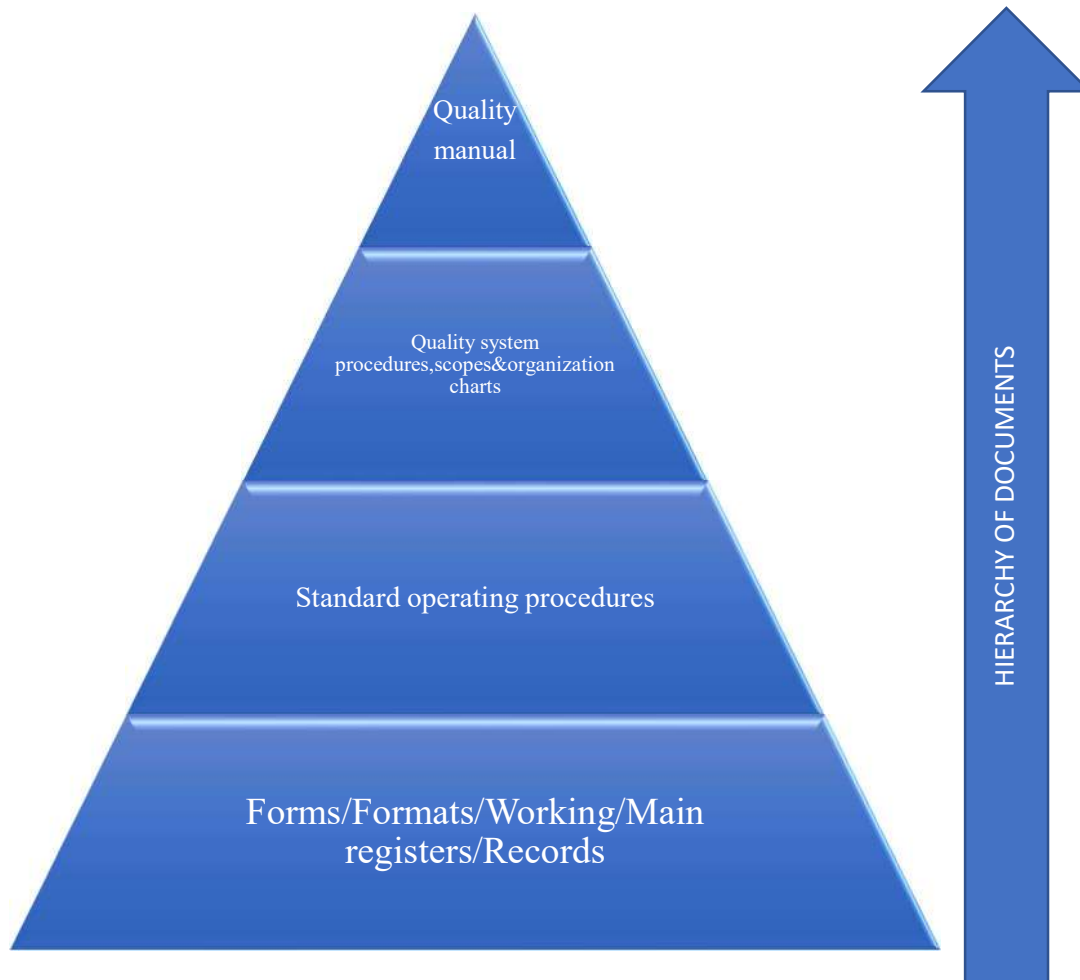 Quality
manual
Quality system
procedures,scopes&organization
charts
Standard operating procedures
Forms/Formats/Working/Main
registers/Records
HIERARCHY OF DOCUMENTS